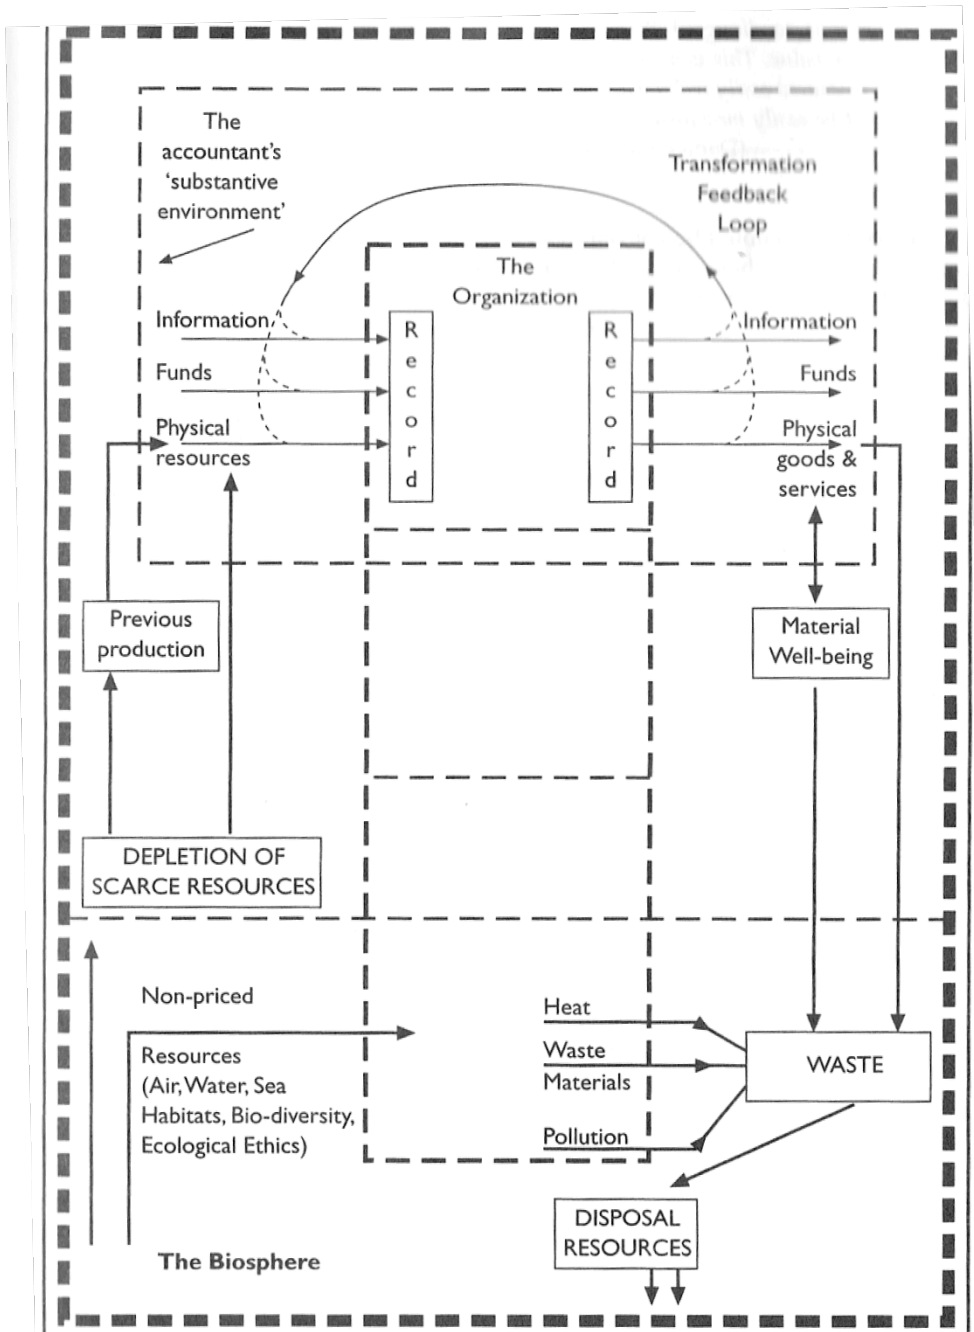 The
accountant's
'substantive
environment'
Transformation
Feedback
Loop
The
Organization
Information
Funds
Physical
resources
Record
Record
Information
Funds
Physical
goods &
services
Previous
production
Material
Well-being
DEPLETION OF
SCARCE RESOURCES
Non-priced
Resources
(Air, Water, Sea
Habitats, Bio-diversity,
Ecological Ethics)
Heat
Waste
Materials
Pollution
WASTE
DISPOSAL
RESOURCES
The Biosphere